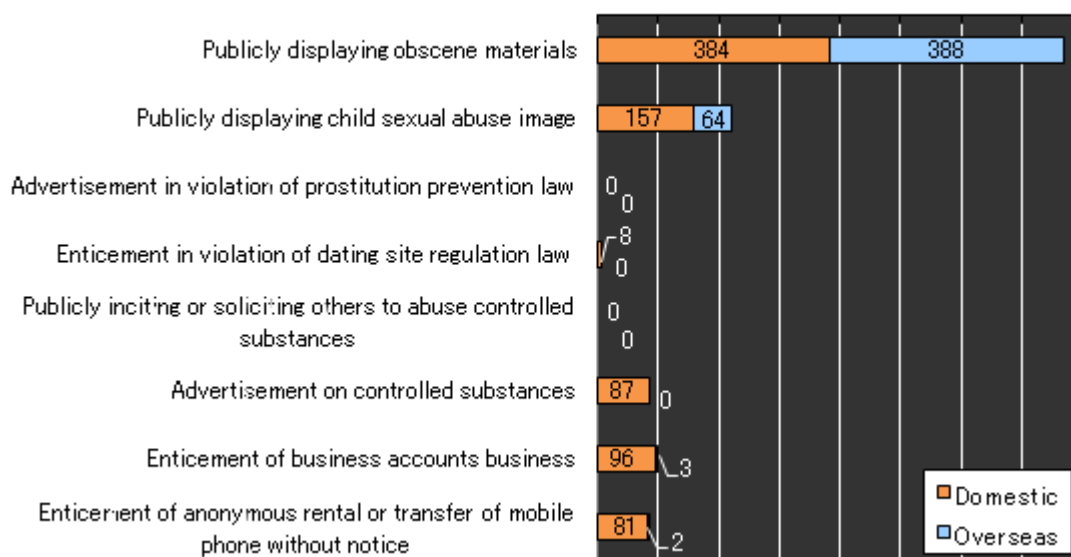 Publicly displaying obscene materials
384 388
Publicly displaying child sexual abuse image
157 64
Advertisement in violation of prostitution prevention law
0
0
Enticement in violation of dating site regulation law
8
0
Publicly inciting or soliciting others to abuse controlled
substances
0
0
Advertisement on controlled substances
87 0
Enticement of business accounts business
96 3
Enticement of anonymous rental or transfer of mobile
phone without notice
81 2
Domestic
Overseas